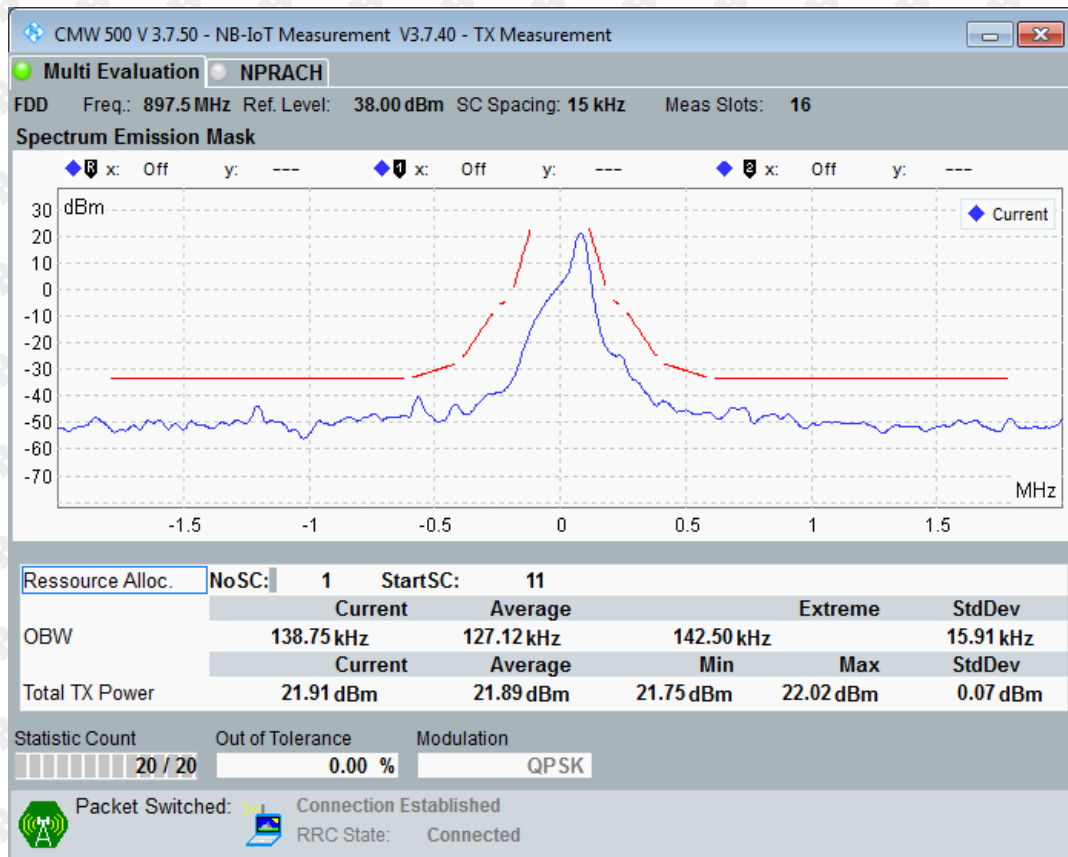 CMW 500 V 3.7.50 - NB-IoT Measurement V3.7.40 - TX Measurement
Multi Evaluation NPRACH
FDD Freq.: 897.5 MHz Ref. Level: 38.00 dBm SC Spacing: 15 kHz Meas Slots: 16
Spectrum Emission Mask
R x: Off y: --- 1 x: Off y: --- 2 x: Off y: ---
dBm
Current
30
20
10
0
-10
-20
-30
-40
-50
-60
-70
MHz
-1.5 -1 -0.5 0 0.5 1 1.5
Ressource Alloc. NoSC: 1 StartSC: 11
Current Average Extreme StdDev
OBW 138.75 kHz 127.12 kHz 142.50 kHz 15.91 kHz
Current Average Min Max StdDev
Total TX Power 21.91 dBm 21.89 dBm 21.75 dBm 22.02 dBm 0.07 dBm
Statistic Count Out of Tolerance Modulation
20 / 20 0.00 % QPSK
Packet Switched: Connection Established
RRC State: Connected